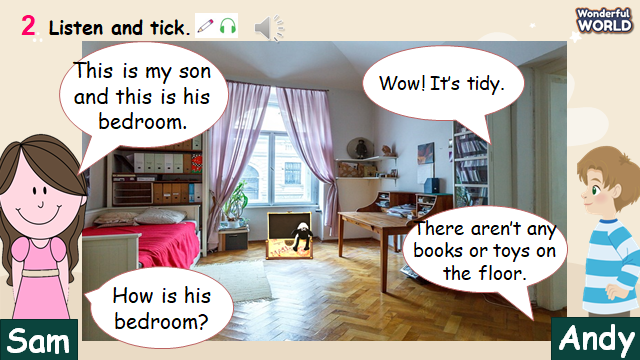 2 Listen and tick.
Wonderful
WORLD
This is my son
and this is his
bedroom.
Wow! It's tidy.
How is his
bedroom?
There aren't any
books or toys on
the floor.
Sam
Andy